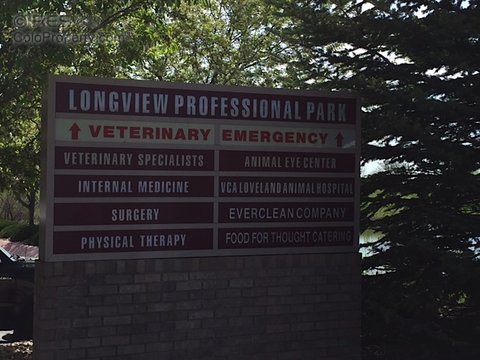 LONGVIEW PROFESSIONAL PARK
↑ VETERINARY EMERGENCY ↑
VETERINARY SPECIALISTS
ANIMAL EYE CENTER
INTERNAL MEDICINE
VCA LOVELAND ANIMAL HOSPITAL
SURGERY
EVERCLEAN COMPANY
PHYSICAL THERAPY
FOOD FOR THOUGHT CATERING